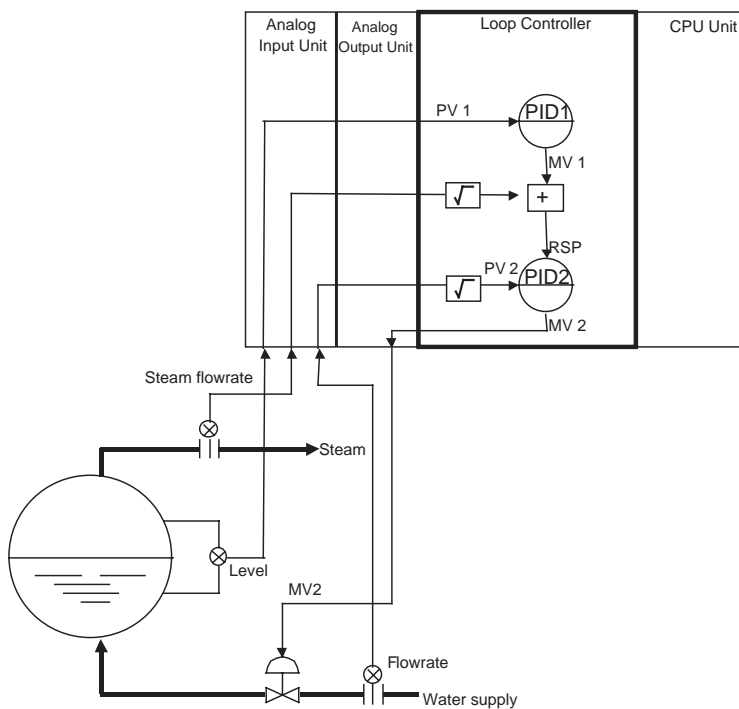 Analog
Input Unit
Analog
Output Unit
Loop Controller
CPU Unit
PV 1
PID1
MV 1
√
+
RSP
PV 2
√
PID2
MV 2
Steam flowrate
Steam
Level
MV2
Flowrate
Water supply